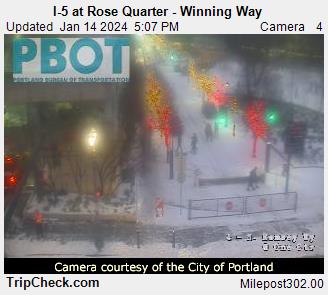 I-5 at Rose Quarter - Winning Way
Updated Jan 14 2024 5:07 PM Camera 4
PBOT
PORTLAND BUREAU OF TRANSPORTATION
Camera courtesy of the City of Portland
TripCheck.com Milepost302.00